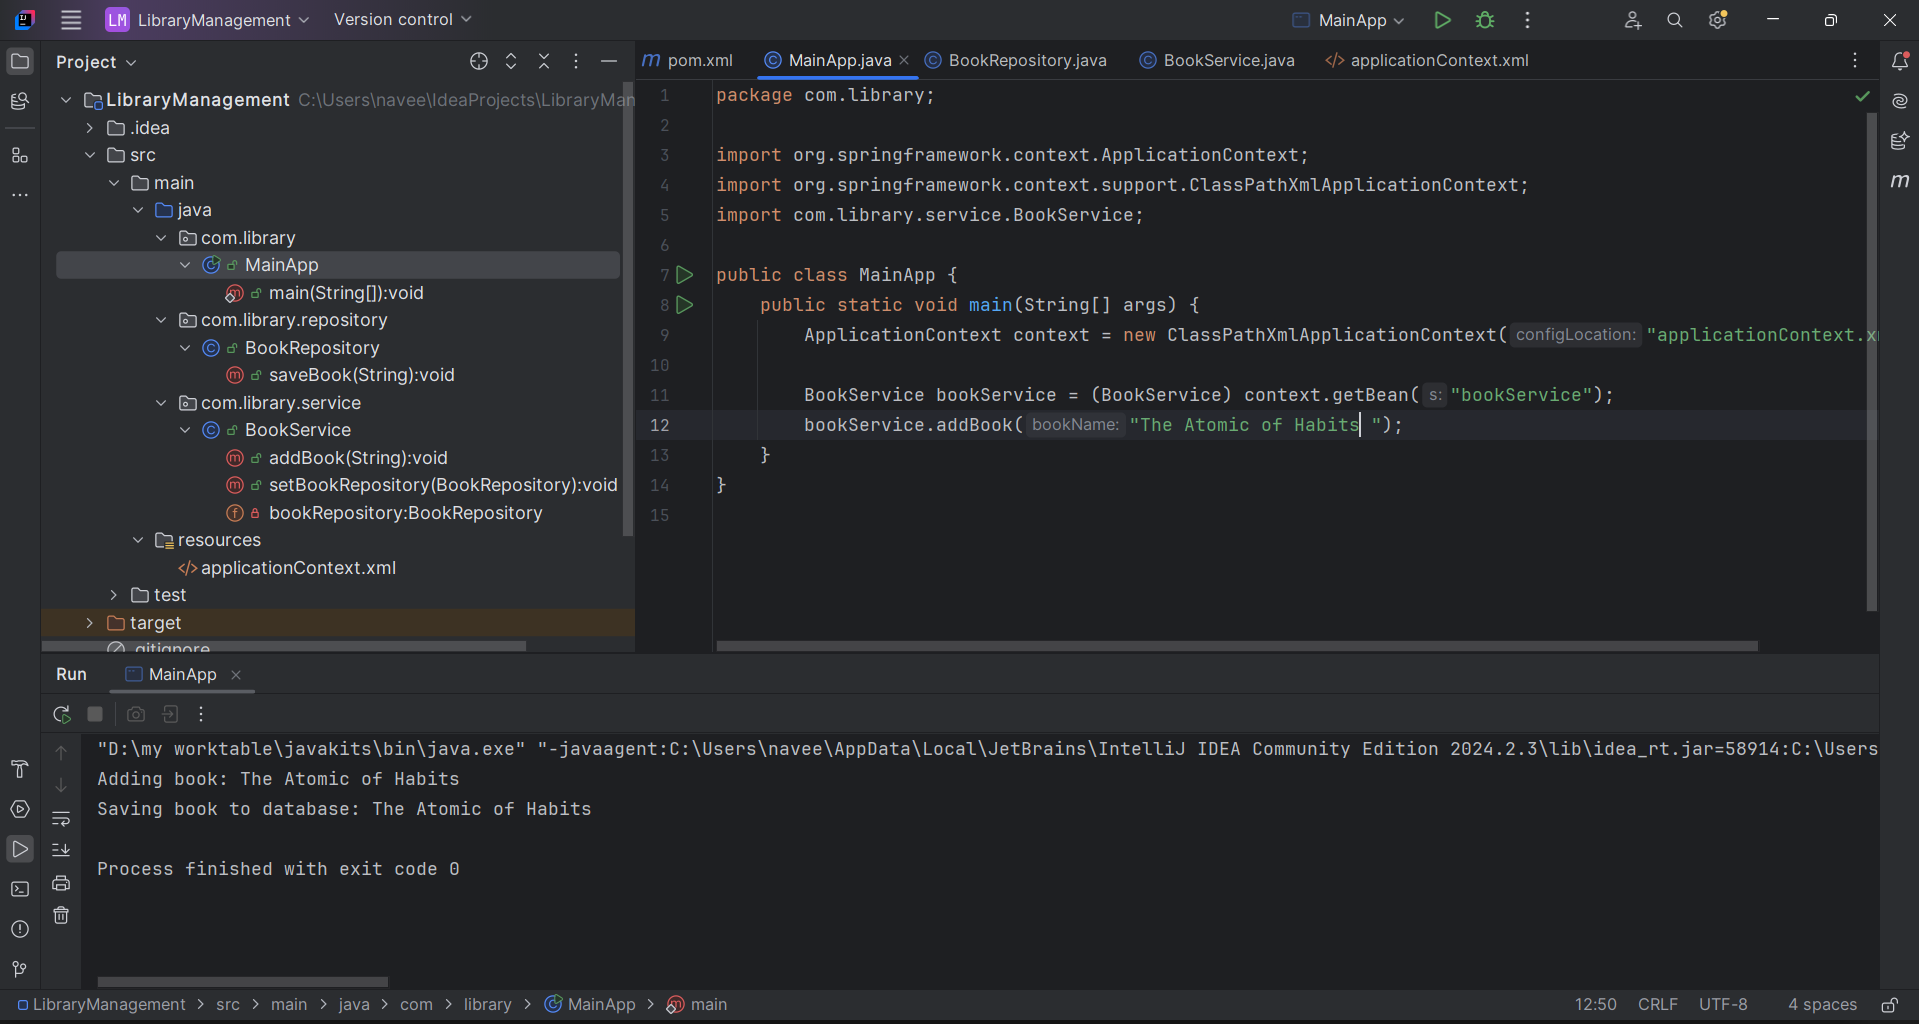 LM LibraryManagement Version control MainApp
Project
LibraryManagement C:\Users\navee\IdeaProjects\LibraryMan
.idea
src
main
java
com.library
MainApp
main(String[]):void
com.library.repository
BookRepository
saveBook(String):void
com.library.service
BookService
addBook(String):void
setBookRepository(BookRepository):void
bookRepository:BookRepository
resources
applicationContext.xml
test
target
.gitignore
pom.xml MainApp.java BookRepository.java BookService.java applicationContext.xml
1 package com.library;
2
3 import org.springframework.context.ApplicationContext;
4 import org.springframework.context.support.ClassPathXmlApplicationContext;
5 import com.library.service.BookService;
6
7 public class MainApp {
8 public static void main(String[] args) {
9 ApplicationContext context = new ClassPathXmlApplicationContext( configLocation: "applicationContext.x
10
11 BookService bookService = (BookService) context.getBean( s: "bookService");
12 bookService.addBook( bookName: "The Atomic of Habits ");
13 }
14 }
15
Run MainApp
"D:\my worktable\javakits\bin\java.exe" "-javaagent:C:\Users\navee\AppData\Local\JetBrains\IntelliJ IDEA Community Edition 2024.2.3\lib\idea_rt.jar=58914:C:\Users
Adding book: The Atomic of Habits
Saving book to database: The Atomic of Habits
Process finished with exit code 0
LibraryManagement > src > main > java > com > library > MainApp > main 12:50 CRLF UTF-8 4 spaces